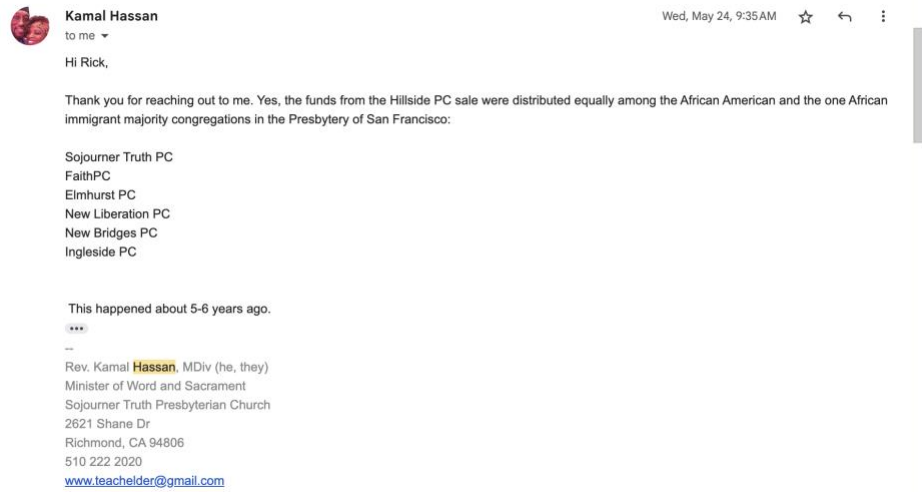 Kamal Hassan
Wed, May 24, 9:35 AM
to me
Hi Rick,
Thank you for reaching out to me. Yes, the funds from the Hillside PC sale were distributed equally among the African American and the one African
immigrant majority congregations in the Presbytery of San Francisco:
Sojourner Truth PC
FaithPC
Elmhurst PC
New Liberation PC
New Bridges PC
Ingleside PC
This happened about 5-6 years ago.
--
Rev. Kamal Hassan, MDiv (he, they)
Minister of Word and Sacrament
Sojourner Truth Presbyterian Church
2621 Shane Dr
Richmond, CA 94806
510 222 2020
www.teachelder@gmail.com